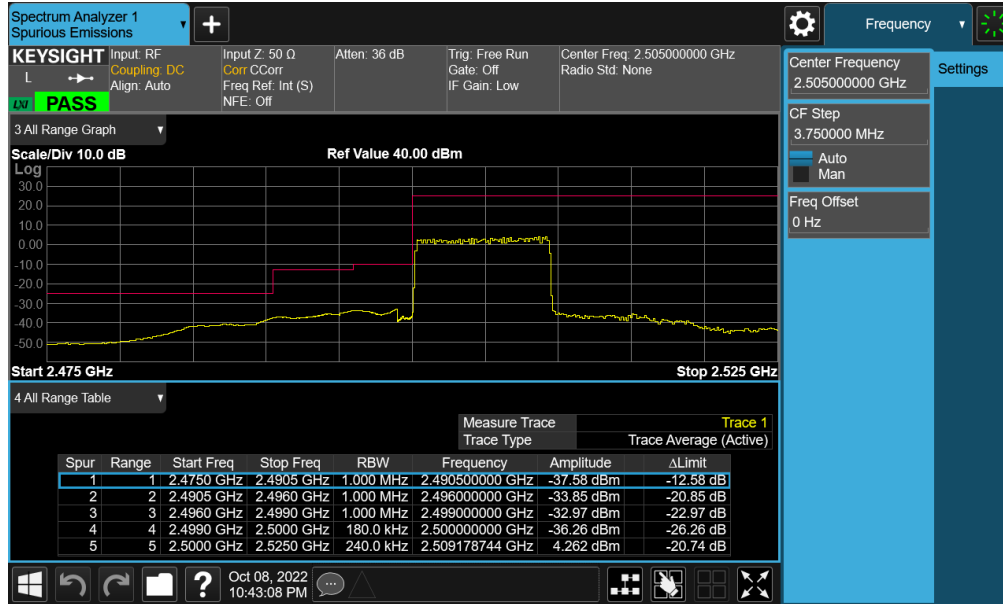 Spectrum Analyzer 1
Spurious Emissions
Frequency
KEYSIGHT
L
LXI
PASS
Input: RF
Coupling: DC
Align: Auto
Input Z: 50 Ω
Corr CCorr
Freq Ref: Int (S)
NFE: Off
Atten: 36 dB
Trig: Free Run
Gate: Off
IF Gain: Low
Center Freq: 2.505000000 GHz
Radio Std: None
Center Frequency
2.505000000 GHz
Settings
CF Step
3.750000 MHz
Auto
Man
Freq Offset
0 Hz
3 All Range Graph
Scale/Div 10.0 dB
Ref Value 40.00 dBm
Log
30.0
20.0
10.0
0.00
-10.0
-20.0
-30.0
-40.0
-50.0
Start 2.475 GHz
Stop 2.525 GHz
4 All Range Table
Measure Trace Trace 1
Trace Type Trace Average (Active)
Spur Range Start Freq Stop Freq RBW Frequency Amplitude ΔLimit
1 1 2.4750 GHz 2.4905 GHz 1.000 MHz 2.490500000 GHz -37.58 dBm -12.58 dB
2 2 2.4905 GHz 2.4960 GHz 1.000 MHz 2.496000000 GHz -33.85 dBm -20.85 dB
3 3 2.4960 GHz 2.4990 GHz 1.000 MHz 2.499000000 GHz -32.97 dBm -22.97 dB
4 4 2.4990 GHz 2.5000 GHz 180.0 kHz 2.500000000 GHz -36.26 dBm -26.26 dB
5 5 2.5000 GHz 2.5250 GHz 240.0 kHz 2.509178744 GHz 4.262 dBm -20.74 dB
?
Oct 08, 2022
10:43:08 PM